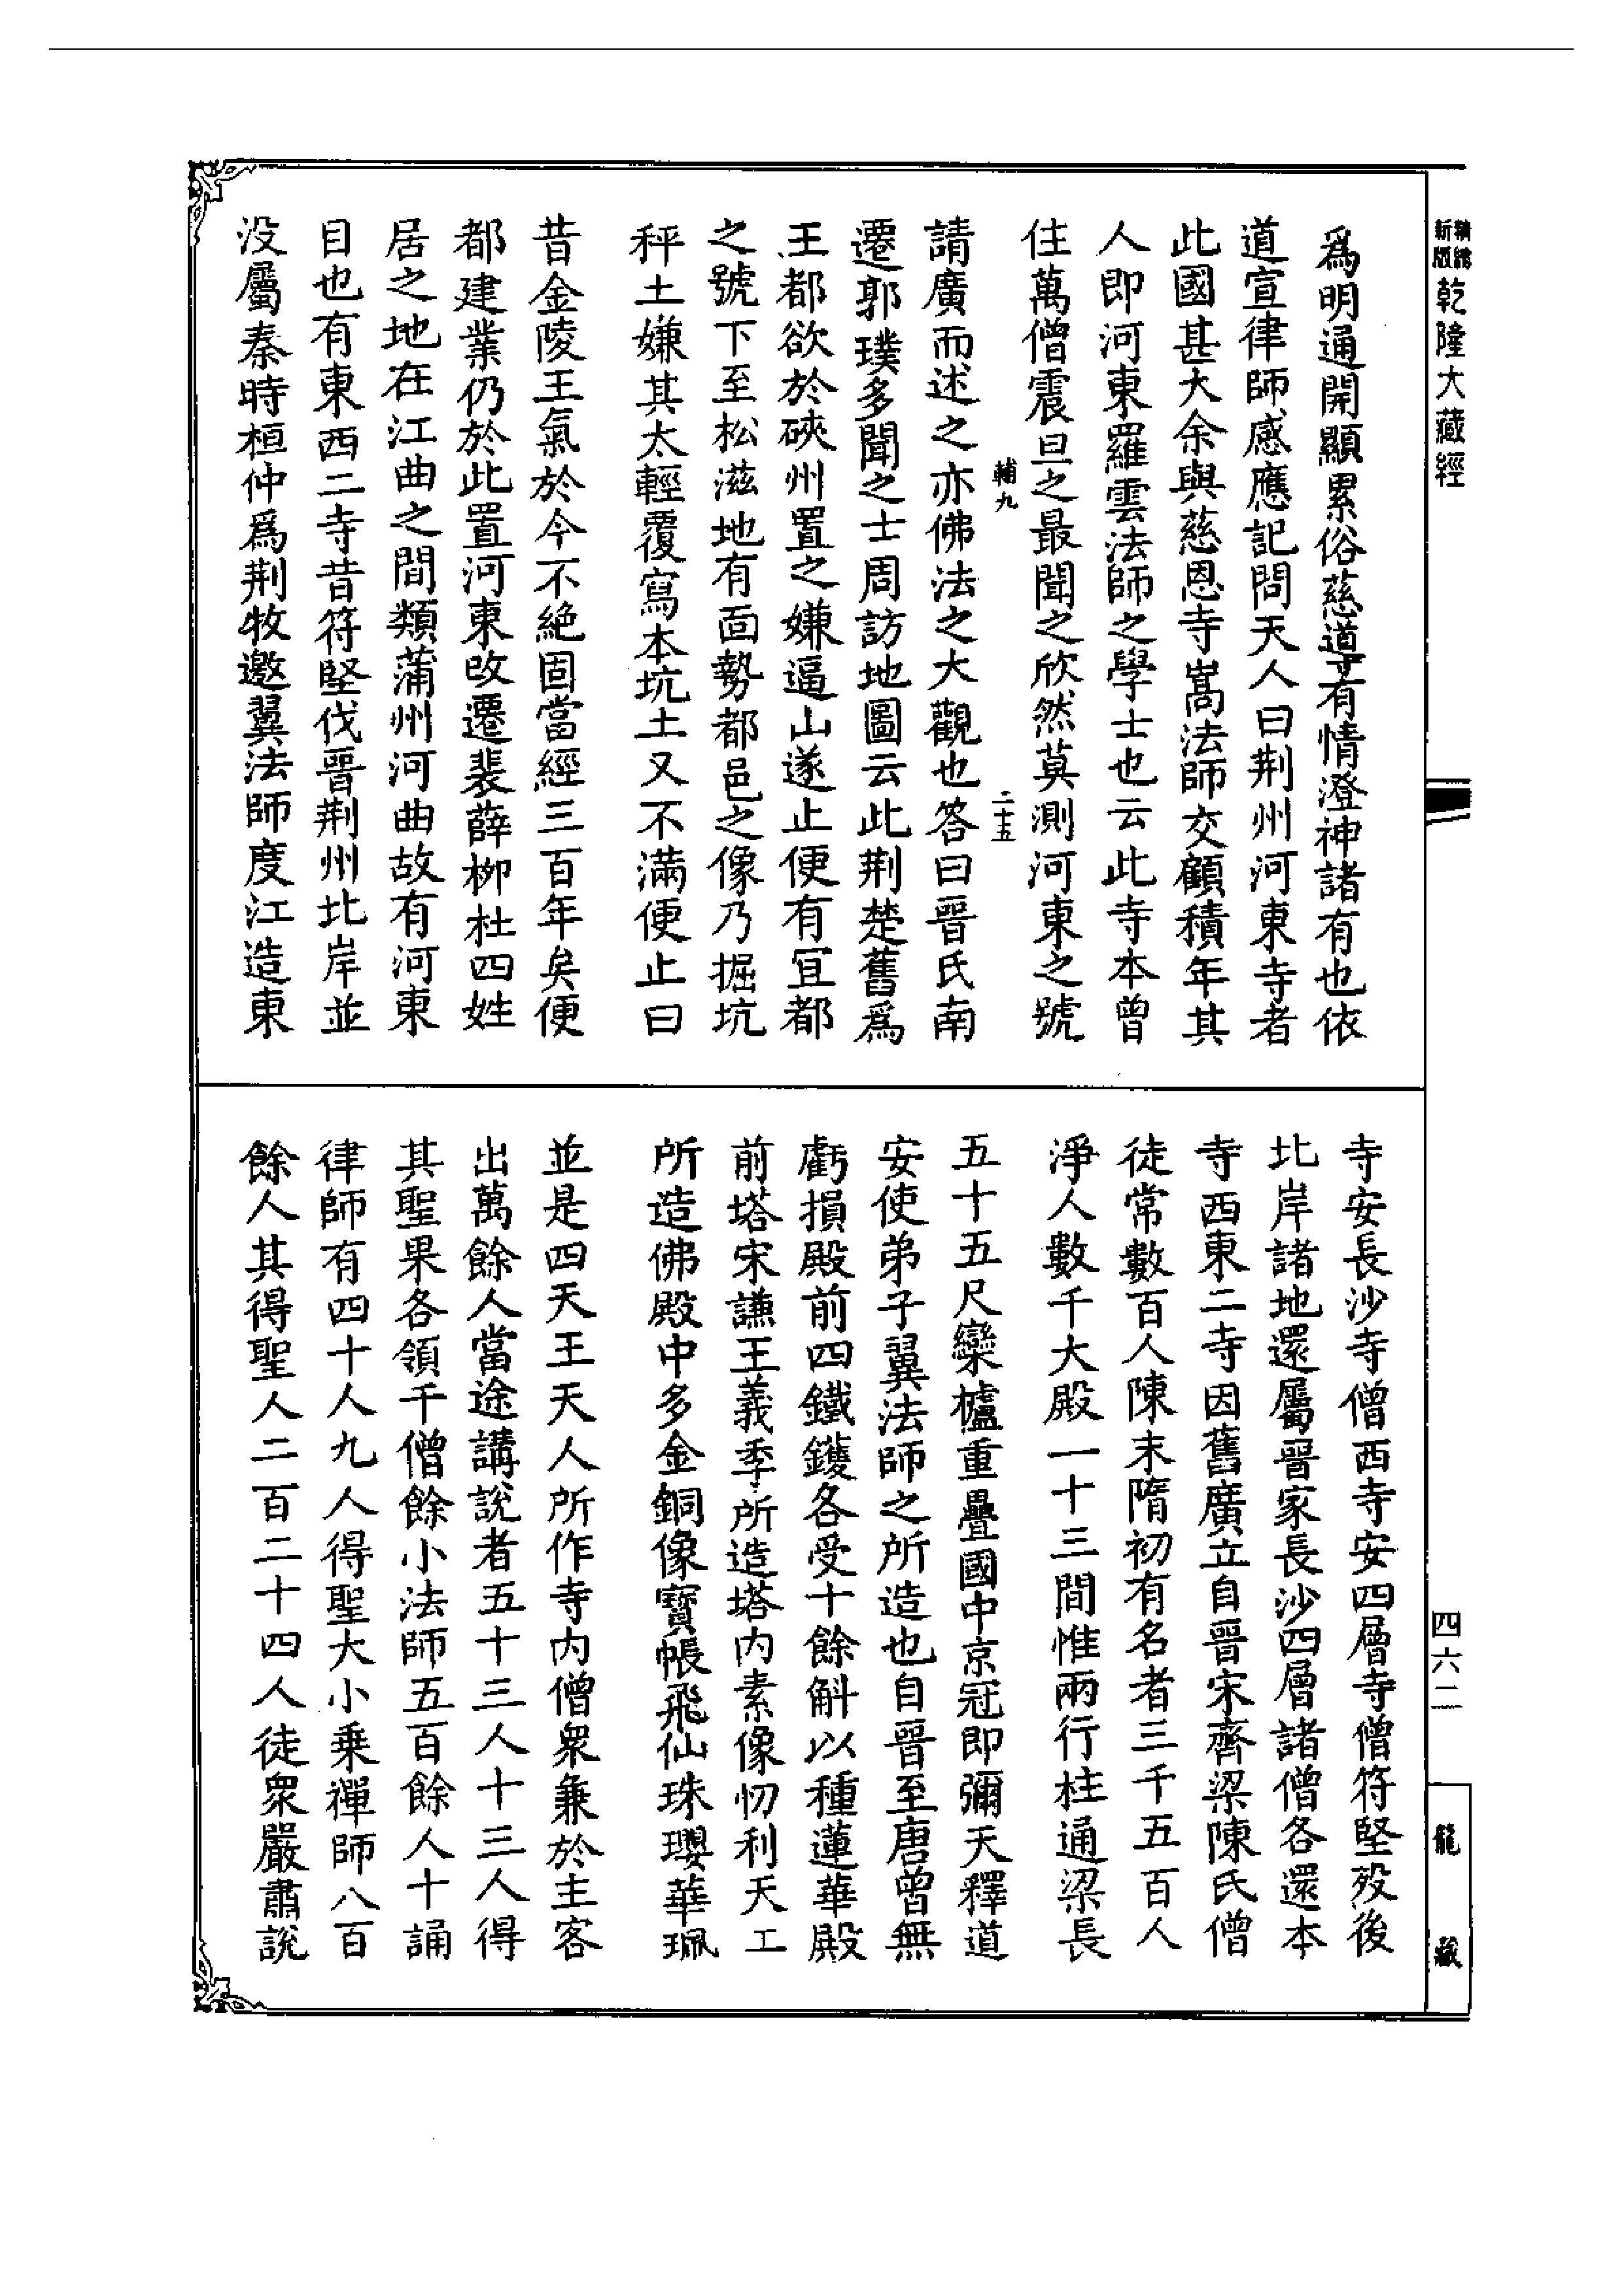 新版
精縮
乾隆大藏經
四六二
龍藏
爲明通開顯累俗慈導有情澄神諸有也依
道宣律師感應記問天人曰荆州河東寺者
此國甚大余與慈恩寺嵩法師交顧積年其
人即河東羅雲法師之學士也云此寺本曾
住萬僧震旦之最聞之欣然莫測河東之號
輔九
二十五
請廣而述之亦佛法之大觀也答曰晉氏南
遷郭璞多聞之士周訪地圖云此荆楚舊爲
王都欲於硤州置之嫌逼山遂止便有冝都
之號下至松滋地有面勢都邑之像乃掘坑
秤土嫌其太輕覆寫本坑土又不滿便止曰
昔金陵王氣於今不絶固當經三百年矣便
都建業仍於此置河東改遷裴薛柳杜四姓
居之地在江曲之間類蒲州河曲故有河東
目也有東西二寺昔符堅伐晉荆州北岸並
没屬秦時桓仲爲荆牧邀翼法師度江造東
寺安長沙寺僧西寺安四層寺僧符堅殁後
北岸諸地還屬晉家長沙四層諸僧各還本
寺西東二寺因舊廣立自晉宋齊梁陳氏僧
徒常數百人陳末隋初有名者三千五百人
淨人數千大殿一十三間惟兩行柱通梁長
五十五尺欒櫨重疊國中京冠即彌天釋道
安使弟子翼法師之所造也自晉至唐曾無
虧損殿前四鐵鑊各受十餘斛以種蓮華殿
前塔宋譙王義季所造塔内素像忉利天工
所造佛殿中多金銅像寳帳飛仙珠瓔華珮
並是四天王天人所作寺内僧衆兼於主客
出萬餘人當途講說者五十三人十三人得
其聖果各領千僧餘小法師五百餘人十誦
律師有四十人九人得聖大小乘禪師八百
餘人其得聖人二百二十四人徒衆嚴肅說